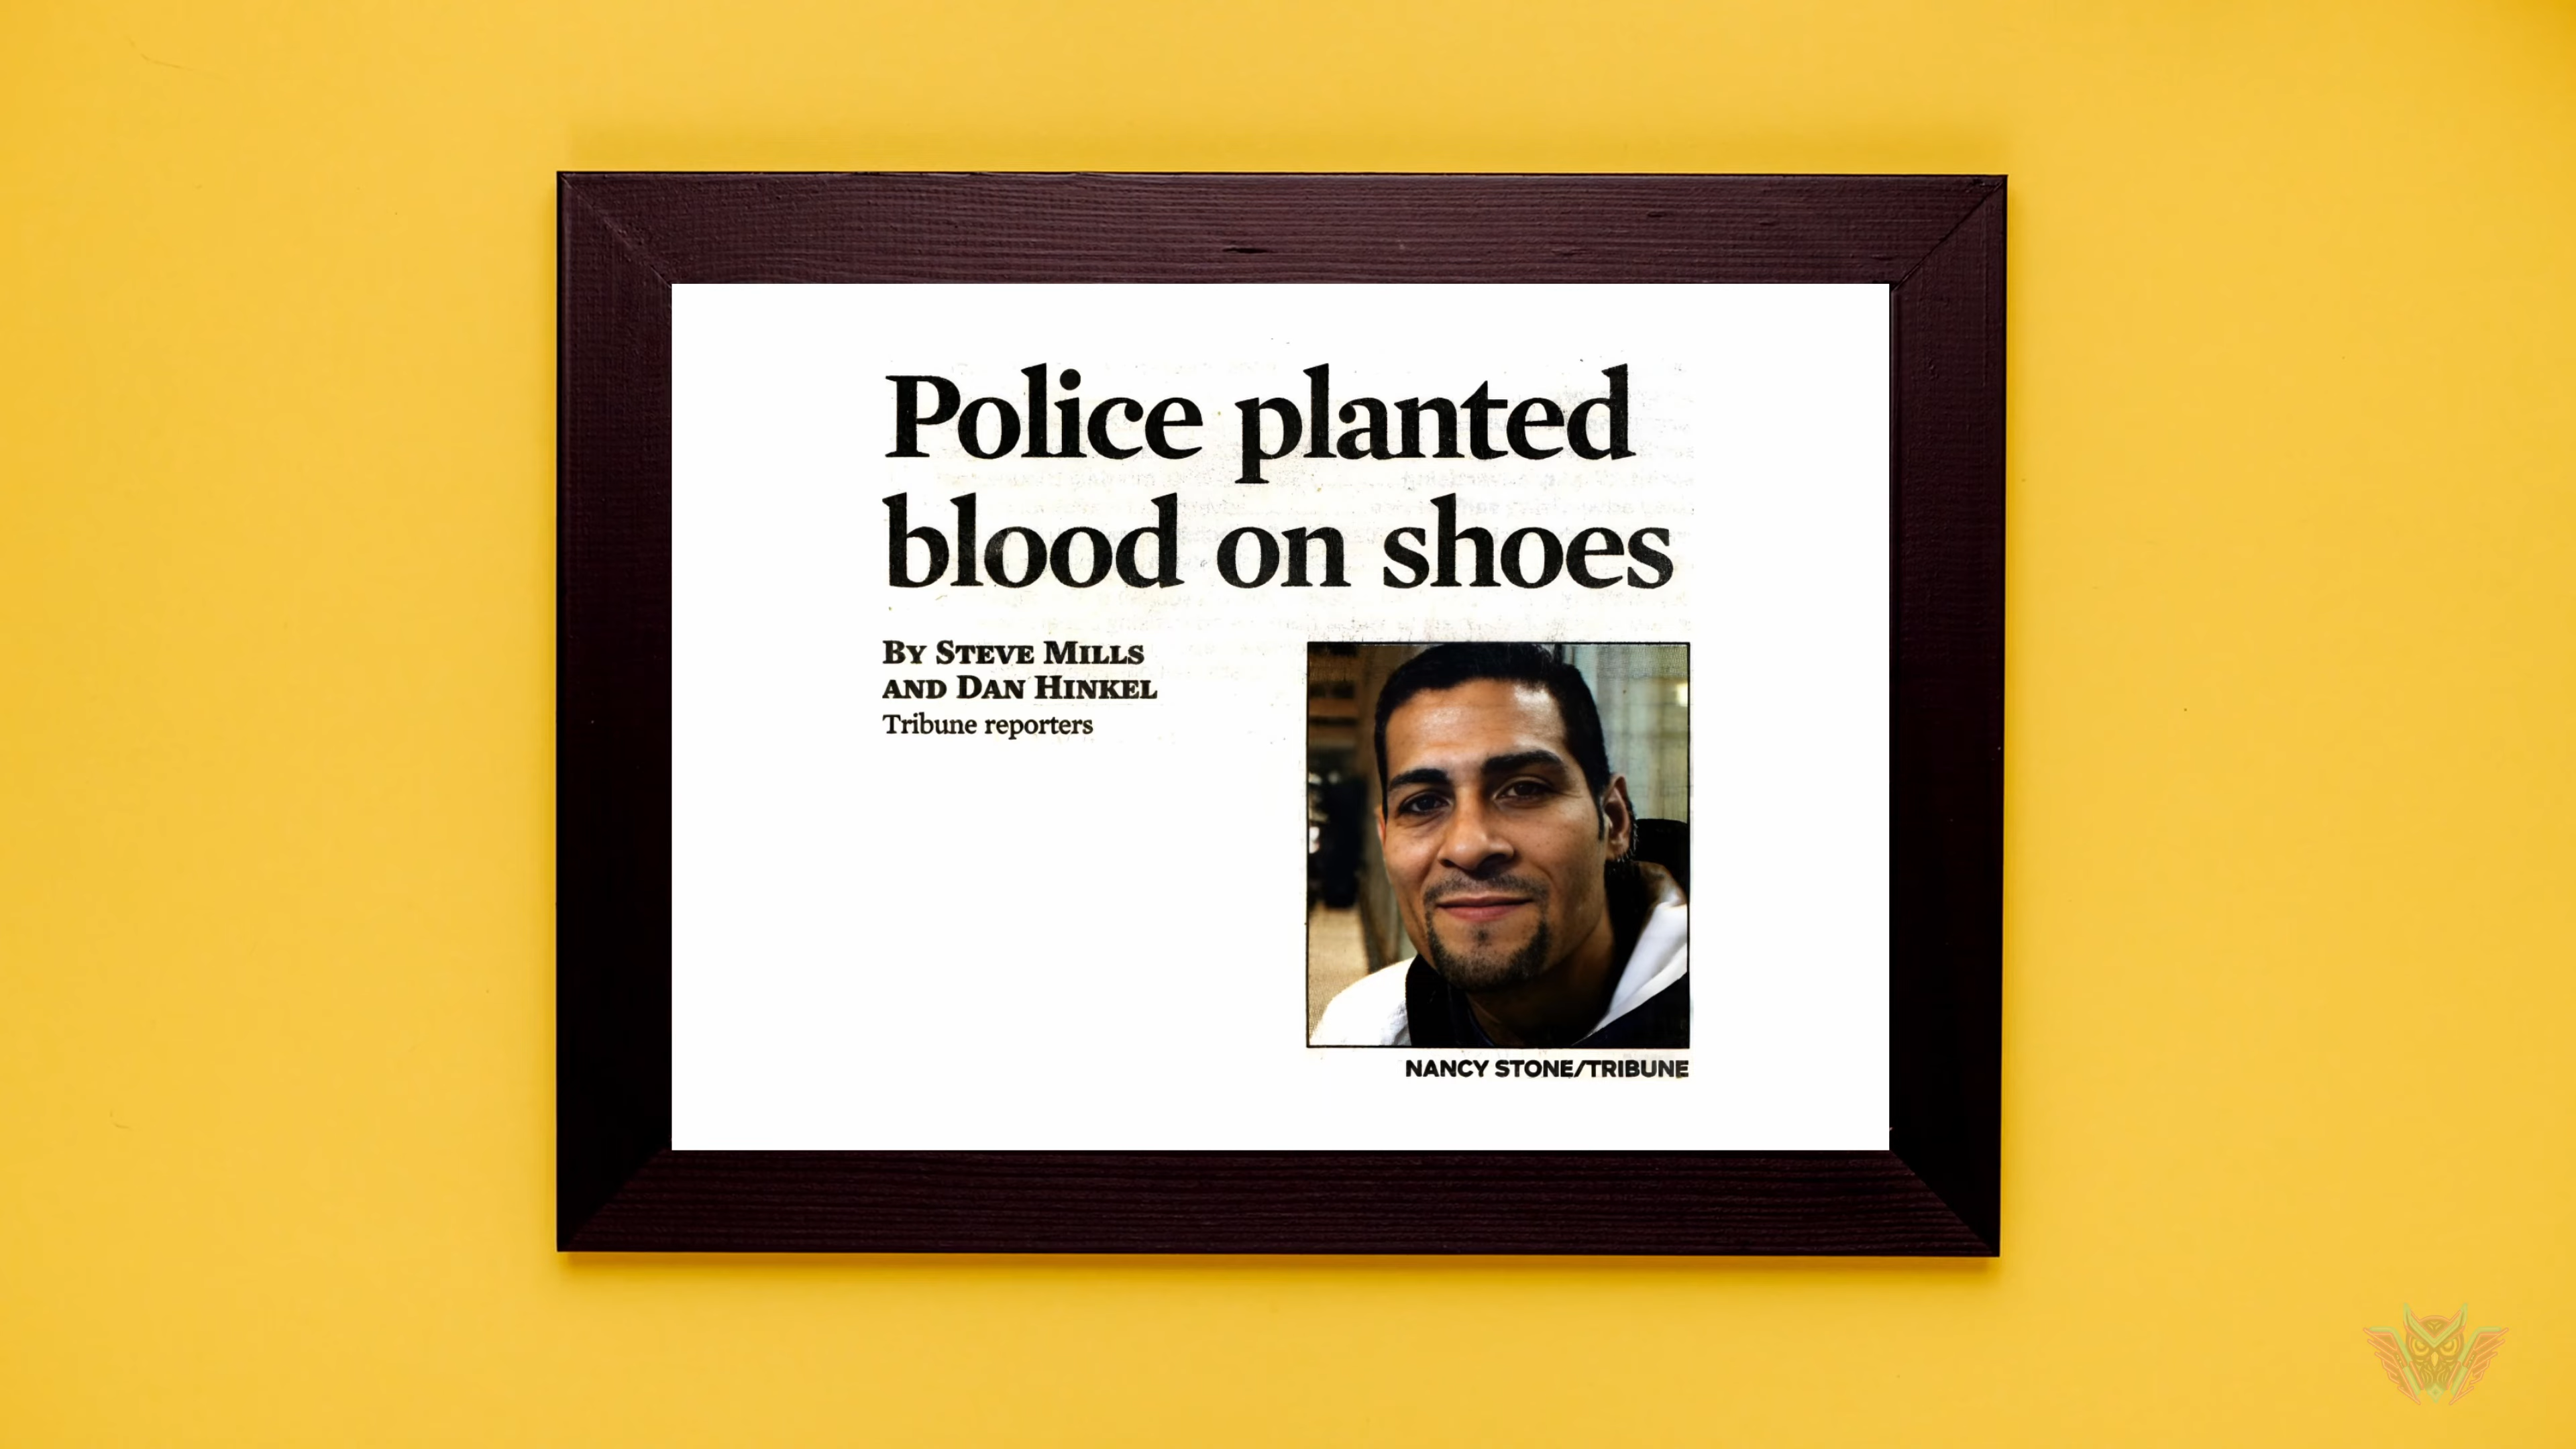 Police planted
blood on shoes
BY STEVE MILLS
AND DAN HINKEL
Tribune reporters
NANCY STONE/TRIBUNE